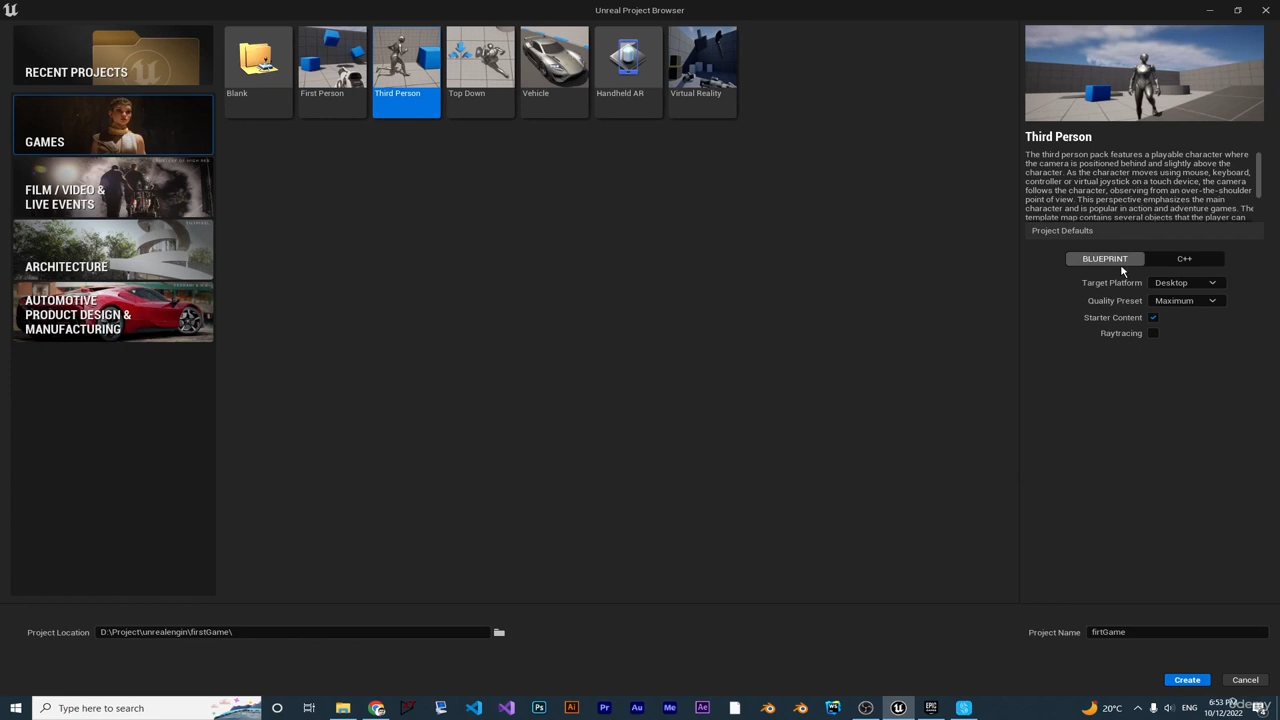 Unreal Project Browser
RECENT PROJECTS
GAMES
FILM / VIDEO &
LIVE EVENTS
ARCHITECTURE
AUTOMOTIVE
PRODUCT DESIGN &
MANUFACTURING
Blank
First Person
Third Person
Top Down
Vehicle
Handheld AR
Virtual Reality
Third Person
The third person pack features a playable character where
the camera is positioned behind and slightly above the
character. As the character moves using mouse, keyboard,
controller or virtual joystick on a touch device, the camera
follows the character, observing from an over-the-shoulder
point of view. This perspective emphasizes the main
character and is popular in action and adventure games. The
template map contains several objects that the player can
Project Defaults
BLUEPRINT
C++
Target Platform Desktop
Quality Preset Maximum
Starter Content
Raytracing
Project Location D:\Project\unrealengin\firstGame\
Project Name firtGame
Create
Cancel
Type here to search
20°C
6:53 PM
10/12/2022
Udemy